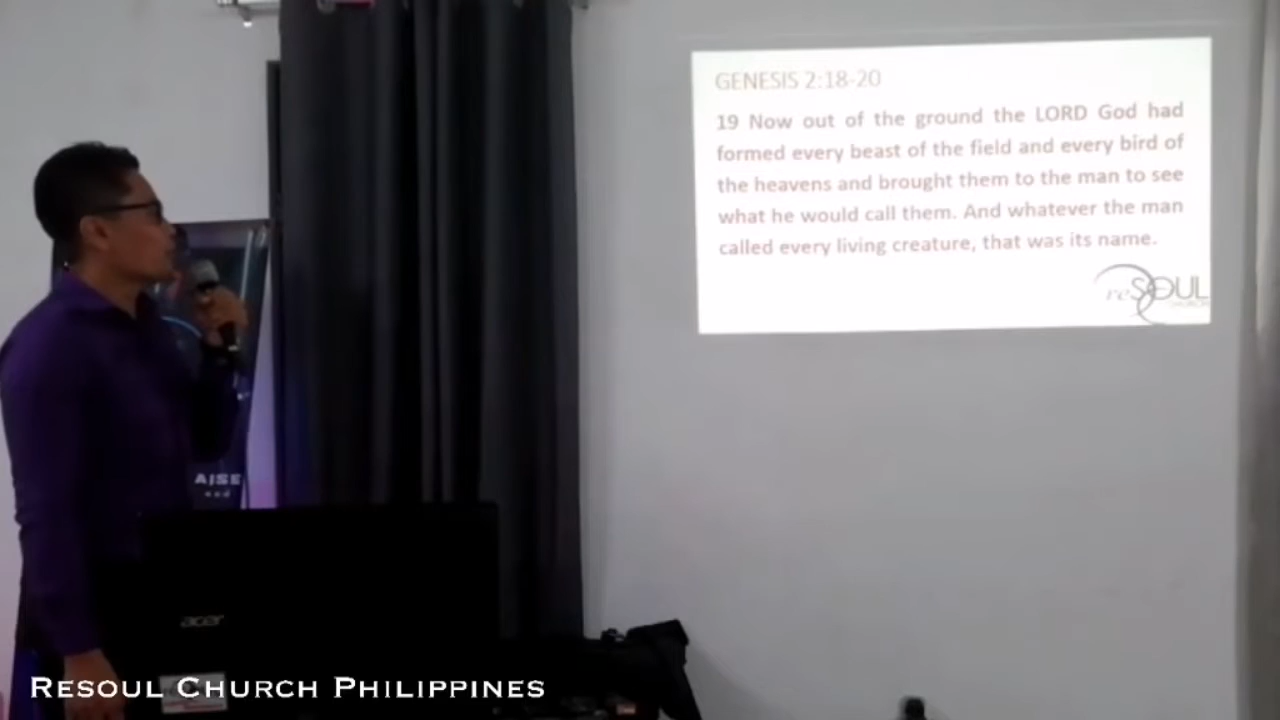 GENESIS 2:18-20
19 Now out of the ground the LORD God had
formed every beast of the field and every bird of
the heavens and brought them to the man to see
what he would call them. And whatever the man
called every living creature, that was its name.
reSOUL
CHURCH
AISE
and
acer
RESOUL CHURCH PHILIPPINES